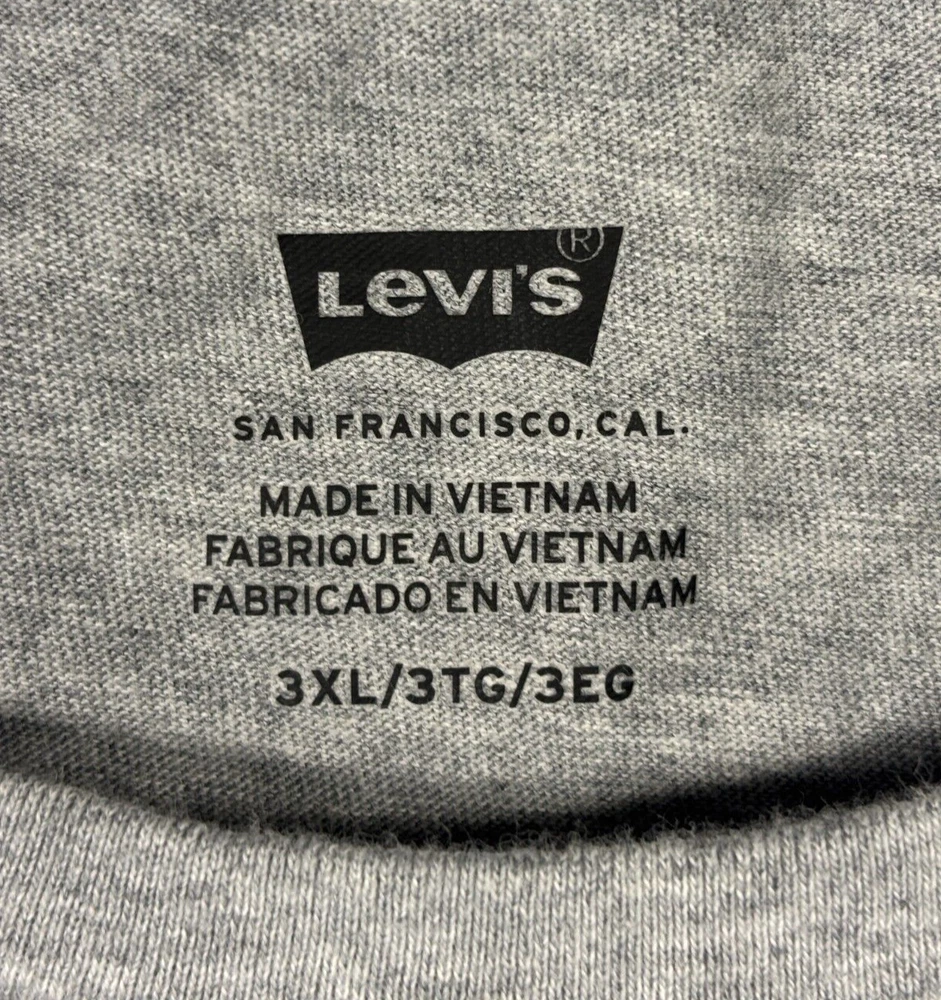 LEVI'S®
SAN FRANCISCO, CAL.
MADE IN VIETNAM
FABRIQUE AU VIETNAM
FABRICADO EN VIETNAM
3XL/3TG/3EG